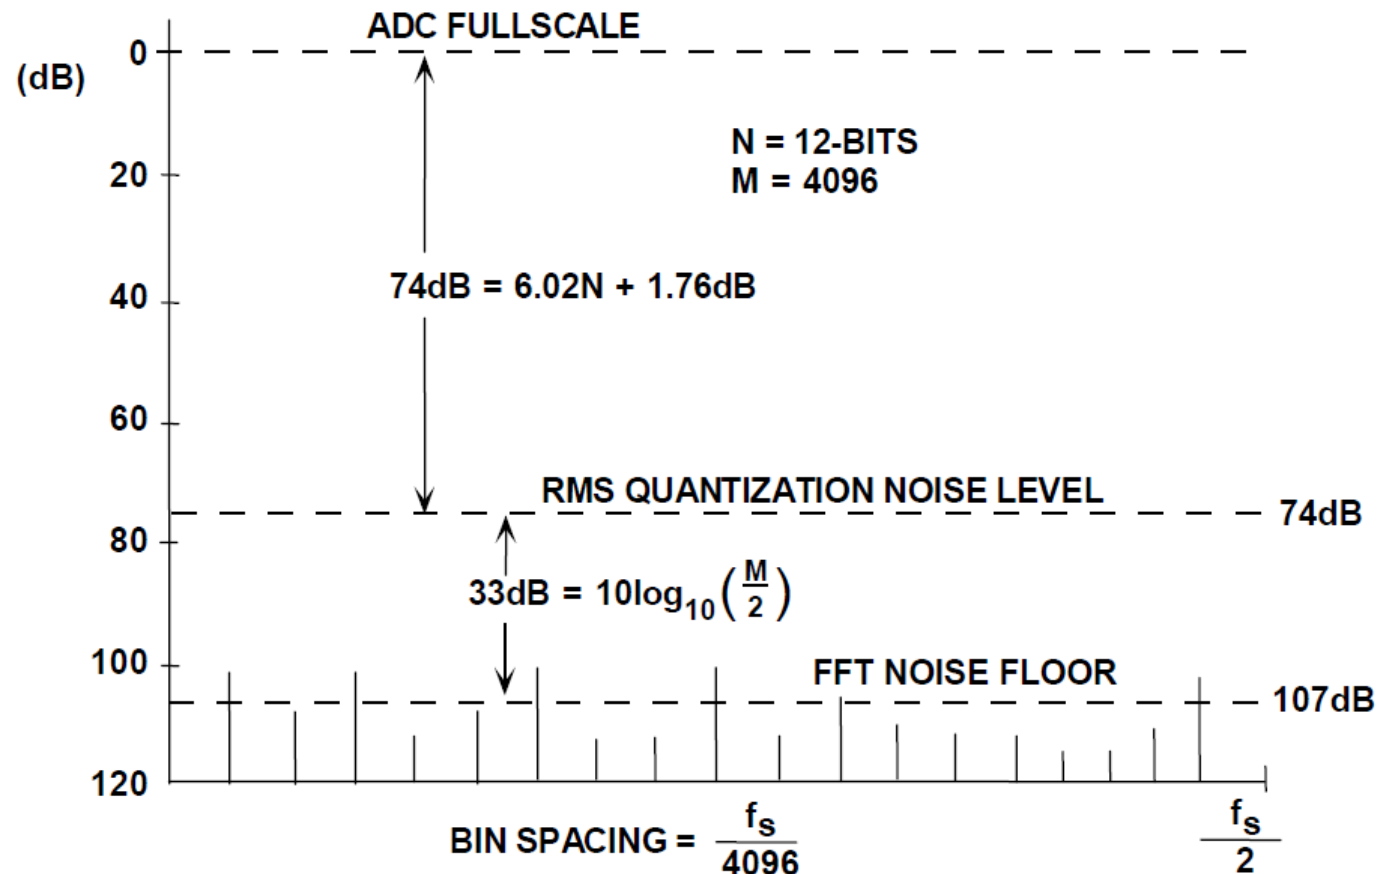 ADC FULLSCALE
0
(dB)
N = 12-BITS
M = 4096
20
74dB = 6.02N + 1.76dB
40
60
RMS QUANTIZATION NOISE LEVEL
74dB
80
33dB = 10log₁₀(M/2)
100
FFT NOISE FLOOR
107dB
120
BIN SPACING = fₛ/4096
fₛ/2